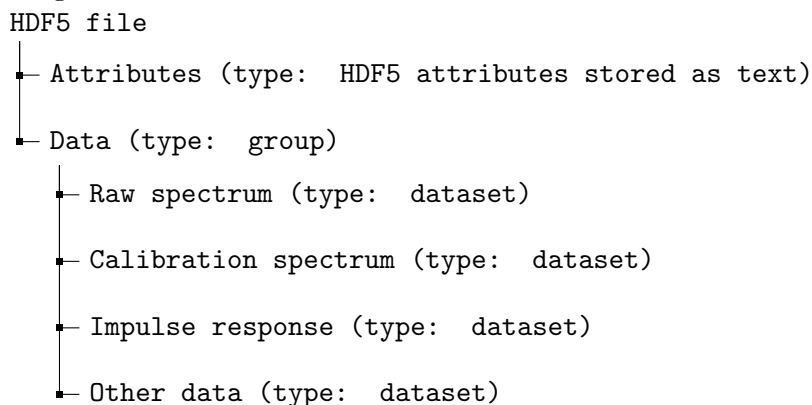 HDF5 file
Attributes (type: HDF5 attributes stored as text)
Data (type: group)
Raw spectrum (type: dataset)
Calibration spectrum (type: dataset)
Impulse response (type: dataset)
Other data (type: dataset)